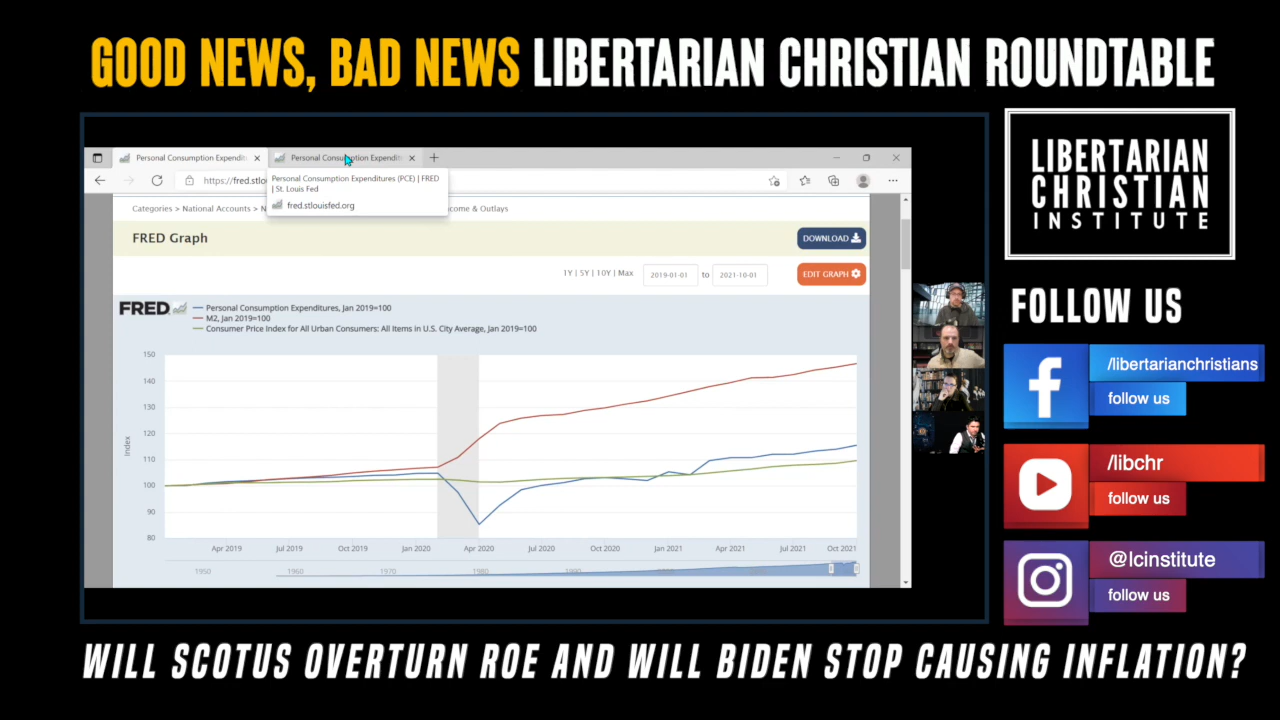 GOOD NEWS, BAD NEWS LIBERTARIAN CHRISTIAN ROUNDTABLE
Personal Consumption Expendit
Personal Consumption Expendit
https://fred.stlo
Personal Consumption Expenditures (PCE) | FRED
| St. Louis Fed
fred.stlouisfed.org
Categories > National Accounts > N
come & Outlays
FRED Graph
DOWNLOAD
1Y | 5Y | 10Y | Max
2019-01-01 to 2021-10-01
EDIT GRAPH
FRED
Personal Consumption Expenditures, Jan 2019=100
M2, Jan 2019=100
Consumer Price Index for All Urban Consumers: All Items in U.S. City Average, Jan 2019=100
150
140
130
120
110
100
90
80
Index
Apr 2019 Jul 2019 Oct 2019 Jan 2020 Apr 2020 Jul 2020 Oct 2020 Jan 2021 Apr 2021 Jul 2021 Oct 2021
1950 1960 1970 1980
LIBERTARIAN
CHRISTIAN
INSTITUTE
FOLLOW US
/libertarianchristians
follow us
/libchr
follow us
@lcinstitute
follow us
WILL SCOTUS OVERTURN ROE AND WILL BIDEN STOP CAUSING INFLATION?